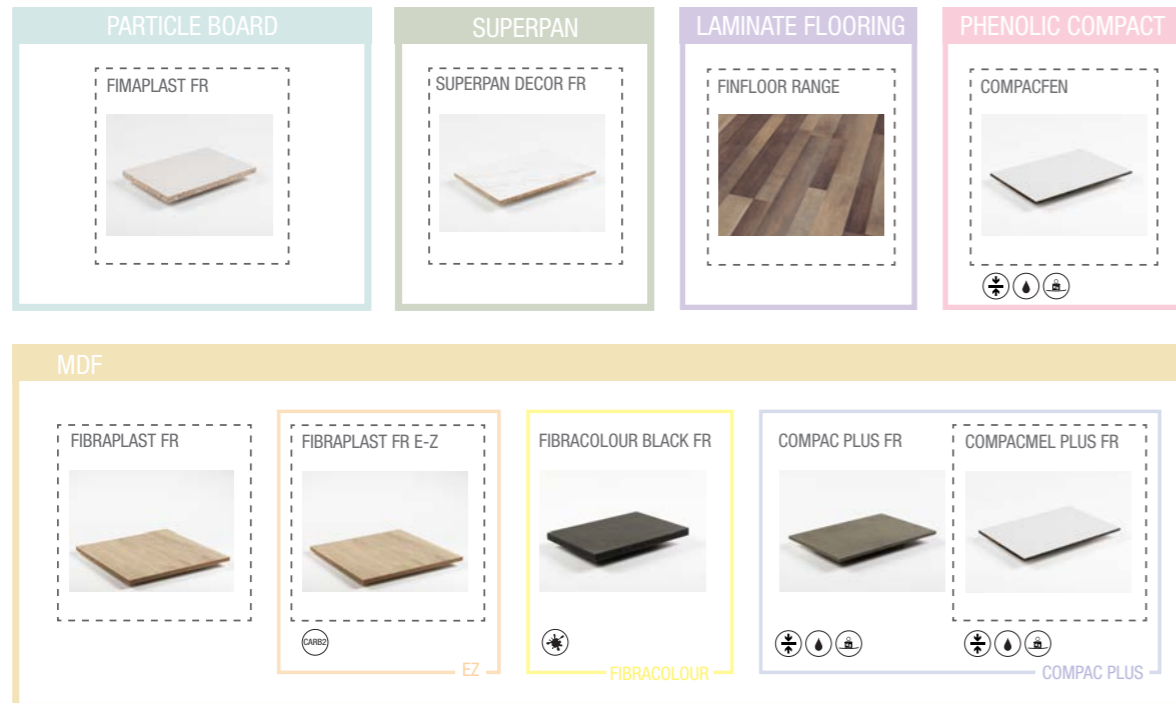 PARTICLE BOARD
SUPERPAN
LAMINATE FLOORING
PHENOLIC COMPACT
FIMAPLAST FR
SUPERPAN DECOR FR
FINFLOOR RANGE
COMPACFEN
MDF
FIBRAPLAST FR
FIBRAPLAST FR E-Z
FIBRACOLOUR BLACK FR
COMPAC PLUS FR
COMPACMEL PLUS FR
CARB2
EZ
FIBRACOLOUR
COMPAC PLUS